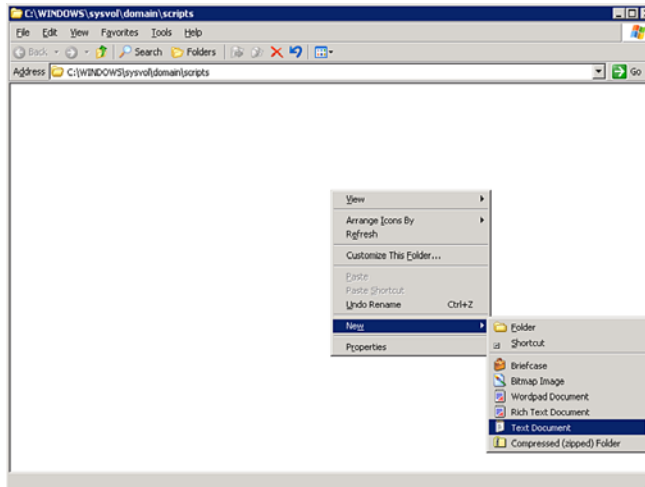 C:\WINDOWS\sysvol\domain\scripts
File Edit View Favorites Tools Help
Back Search Folders
Address C:\WINDOWS\sysvol\domain\scripts Go
View
Arrange Icons By
Refresh
Customize This Folder...
Paste
Paste Shortcut
Undo Rename Ctrl+Z
New
Properties
Folder
Shortcut
Briefcase
Bitmap Image
Wordpad Document
Rich Text Document
Text Document
Compressed (zipped) Folder